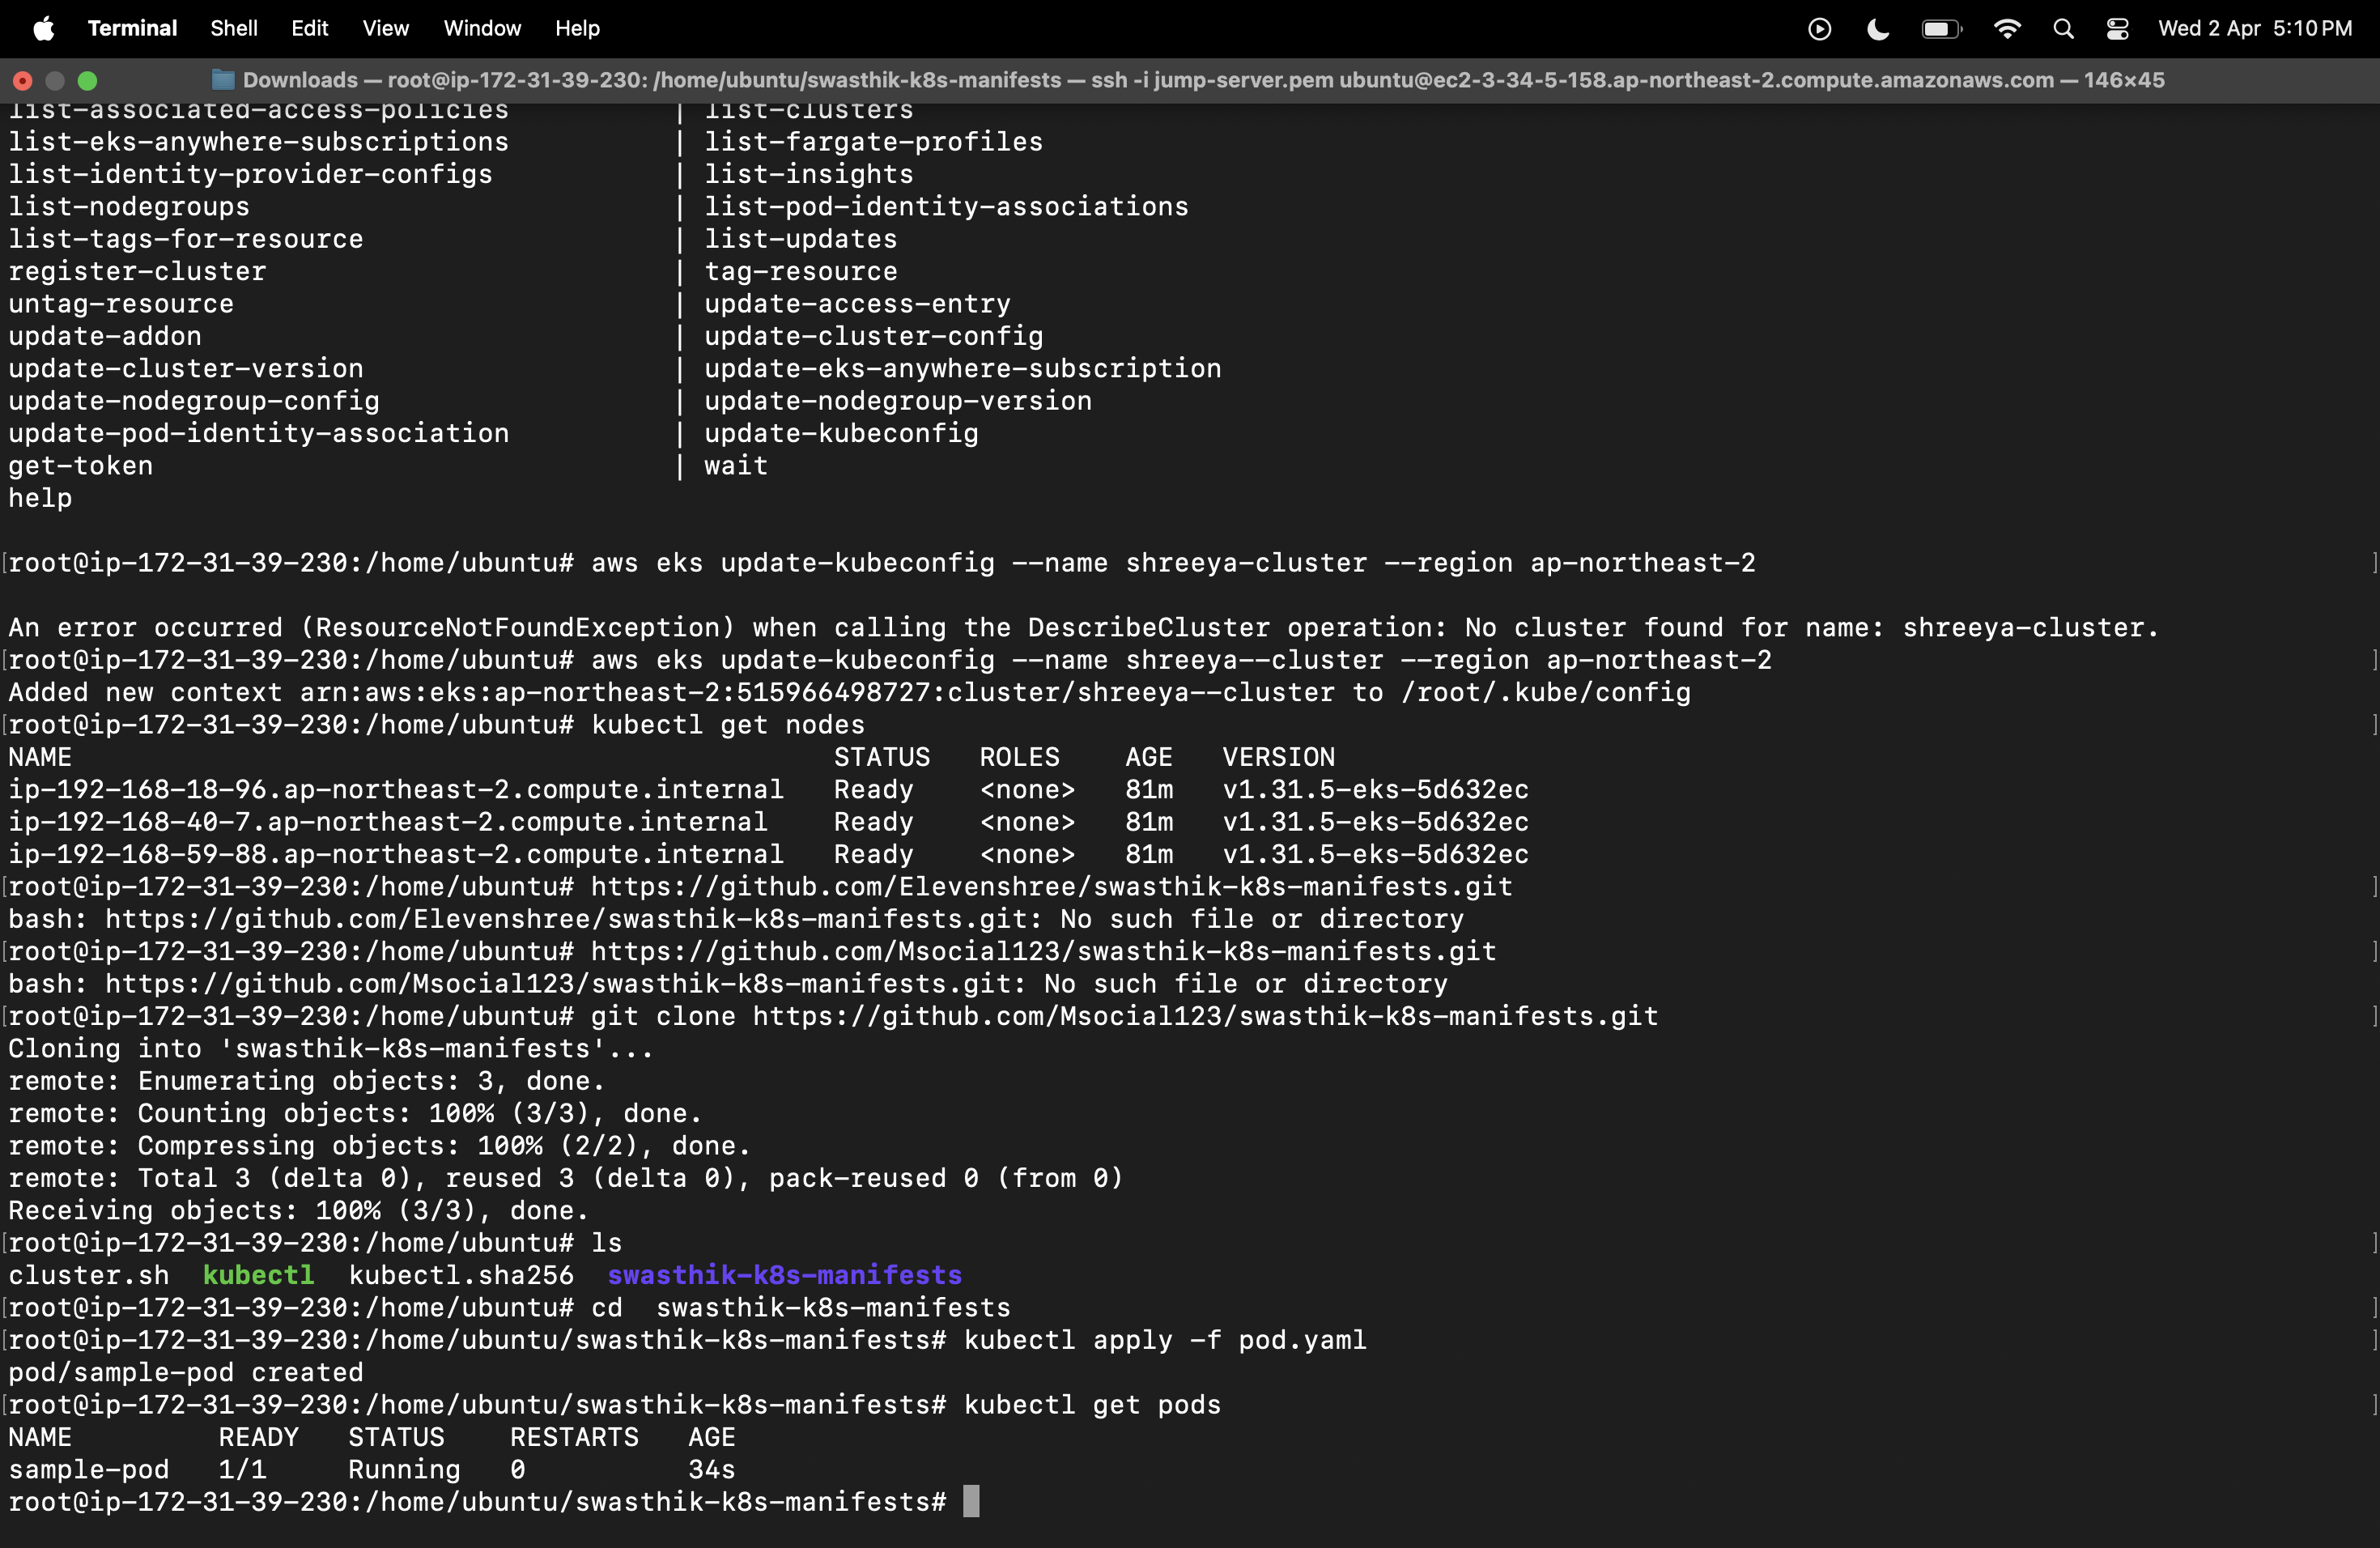 Terminal Shell Edit View Window Help Wed 2 Apr 5:10 PM
Downloads — root@ip-172-31-39-230: /home/ubuntu/swasthik-k8s-manifests — ssh -i jump-server.pem ubuntu@ec2-3-34-5-158.ap-northeast-2.compute.amazonaws.com — 146×45
list-associated-access-policies | list-clusters
list-eks-anywhere-subscriptions | list-fargate-profiles
list-identity-provider-configs | list-insights
list-nodegroups | list-pod-identity-associations
list-tags-for-resource | list-updates
register-cluster | tag-resource
untag-resource | update-access-entry
update-addon | update-cluster-config
update-cluster-version | update-eks-anywhere-subscription
update-nodegroup-config | update-nodegroup-version
update-pod-identity-association | update-kubeconfig
get-token | wait
help
[root@ip-172-31-39-230:/home/ubuntu# aws eks update-kubeconfig --name shreeya-cluster --region ap-northeast-2 ]
An error occurred (ResourceNotFoundException) when calling the DescribeCluster operation: No cluster found for name: shreeya-cluster.
[root@ip-172-31-39-230:/home/ubuntu# aws eks update-kubeconfig --name shreeya--cluster --region ap-northeast-2 ]
Added new context arn:aws:eks:ap-northeast-2:515966498727:cluster/shreeya--cluster to /root/.kube/config
[root@ip-172-31-39-230:/home/ubuntu# kubectl get nodes ]
NAME STATUS ROLES AGE VERSION
ip-192-168-18-96.ap-northeast-2.compute.internal Ready <none> 81m v1.31.5-eks-5d632ec
ip-192-168-40-7.ap-northeast-2.compute.internal Ready <none> 81m v1.31.5-eks-5d632ec
ip-192-168-59-88.ap-northeast-2.compute.internal Ready <none> 81m v1.31.5-eks-5d632ec
[root@ip-172-31-39-230:/home/ubuntu# https://github.com/Elevenshree/swasthik-k8s-manifests.git ]
bash: https://github.com/Elevenshree/swasthik-k8s-manifests.git: No such file or directory
[root@ip-172-31-39-230:/home/ubuntu# https://github.com/Msocial123/swasthik-k8s-manifests.git ]
bash: https://github.com/Msocial123/swasthik-k8s-manifests.git: No such file or directory
[root@ip-172-31-39-230:/home/ubuntu# git clone https://github.com/Msocial123/swasthik-k8s-manifests.git ]
Cloning into 'swasthik-k8s-manifests'...
remote: Enumerating objects: 3, done.
remote: Counting objects: 100% (3/3), done.
remote: Compressing objects: 100% (2/2), done.
remote: Total 3 (delta 0), reused 3 (delta 0), pack-reused 0 (from 0)
Receiving objects: 100% (3/3), done.
[root@ip-172-31-39-230:/home/ubuntu# ls ]
cluster.sh kubectl kubectl.sha256 swasthik-k8s-manifests
[root@ip-172-31-39-230:/home/ubuntu# cd  swasthik-k8s-manifests ]
[root@ip-172-31-39-230:/home/ubuntu/swasthik-k8s-manifests# kubectl apply -f pod.yaml ]
pod/sample-pod created
[root@ip-172-31-39-230:/home/ubuntu/swasthik-k8s-manifests# kubectl get pods ]
NAME READY STATUS RESTARTS AGE
sample-pod 1/1 Running 0 34s
root@ip-172-31-39-230:/home/ubuntu/swasthik-k8s-manifests#